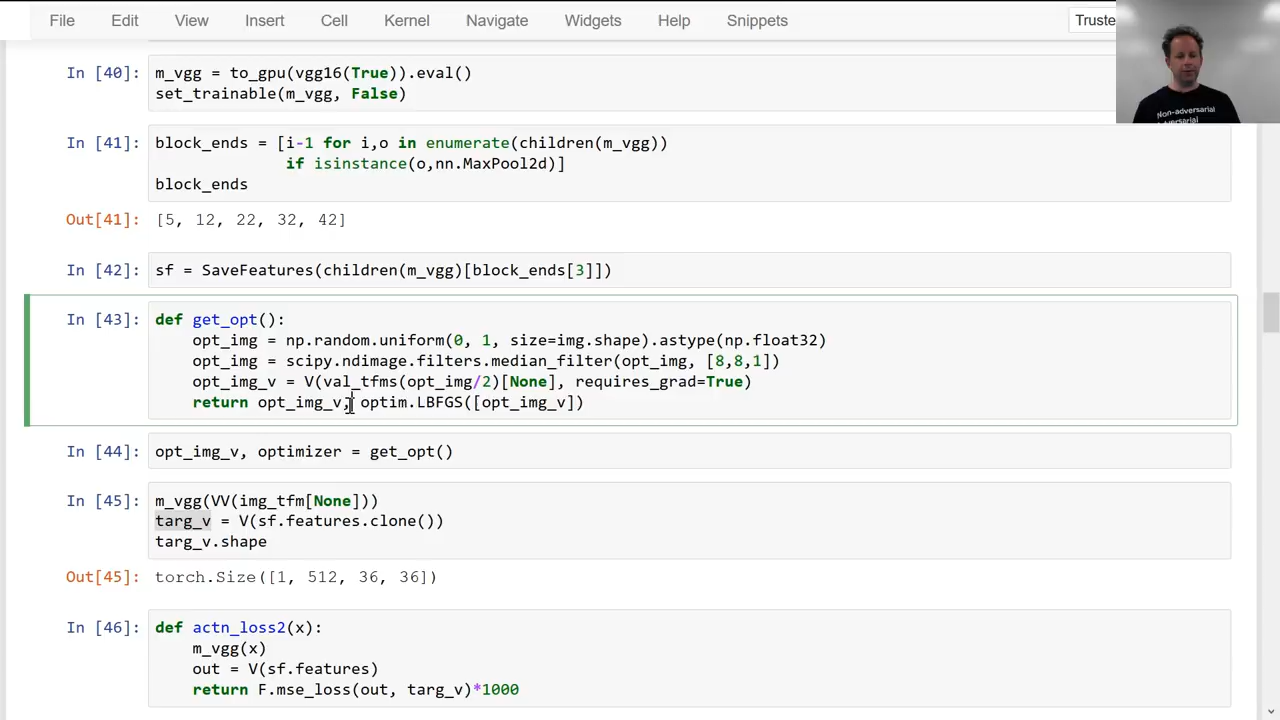 File Edit View Insert Cell Kernel Navigate Widgets Help Snippets Truste
In [40]: m_vgg = to_gpu(vgg16(True)).eval()
set_trainable(m_vgg, False)
In [41]: block_ends = [i-1 for i,o in enumerate(children(m_vgg))
if isinstance(o,nn.MaxPool2d)]
block_ends
Out[41]: [5, 12, 22, 32, 42]
In [42]: sf = SaveFeatures(children(m_vgg)[block_ends[3]])
In [43]: def get_opt():
opt_img = np.random.uniform(0, 1, size=img.shape).astype(np.float32)
opt_img = scipy.ndimage.filters.median_filter(opt_img, [8,8,1])
opt_img_v = V(val_tfms(opt_img/2)[None], requires_grad=True)
return opt_img_v, optim.LBFGS([opt_img_v])
In [44]: opt_img_v, optimizer = get_opt()
In [45]: m_vgg(VV(img_tfm[None]))
targ_v = V(sf.features.clone())
targ_v.shape
Out[45]: torch.Size([1, 512, 36, 36])
In [46]: def actn_loss2(x):
m_vgg(x)
out = V(sf.features)
return F.mse_loss(out, targ_v)*1000
Non-adversarial